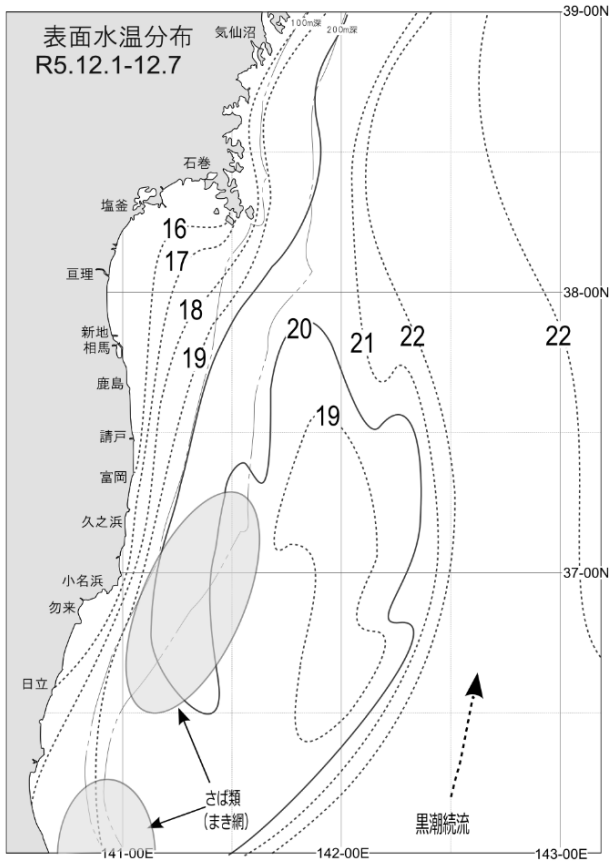 39-00N
表面水温分布
R5.12.1-12.7
気仙沼
100m深
200m深
石巻
塩釜
16
17
亘理
18
38-00N
19
新地
相馬
20
21
22
22
鹿島
19
請戸
富岡
久之浜
小名浜
37-00N
勿来
日立
さば類
(まき網)
黒潮続流
141-00E
142-00E
143-00E